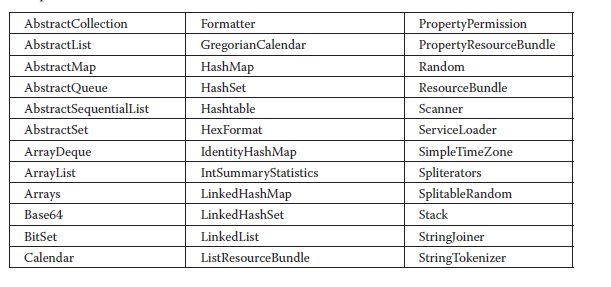 AbstractCollection Formatter PropertyPermission
AbstractList GregorianCalendar PropertyResourceBundle
AbstractMap HashMap Random
AbstractQueue HashSet ResourceBundle
AbstractSequentialList Hashtable Scanner
AbstractSet HexFormat ServiceLoader
ArrayDeque IdentityHashMap SimpleTimeZone
ArrayList IntSummaryStatistics Spliterators
Arrays LinkedHashMap SplitableRandom
Base64 LinkedHashSet Stack
BitSet LinkedList StringJoiner
Calendar ListResourceBundle StringTokenizer